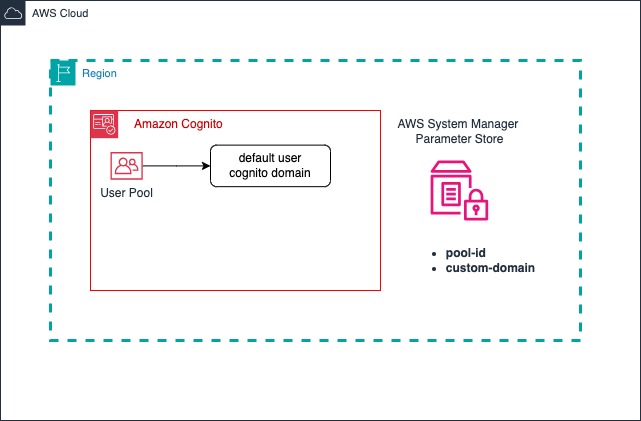 AWS Cloud
Region
Amazon Cognito
User Pool
default user
cognito domain
AWS System Manager
Parameter Store
• pool-id
• custom-domain